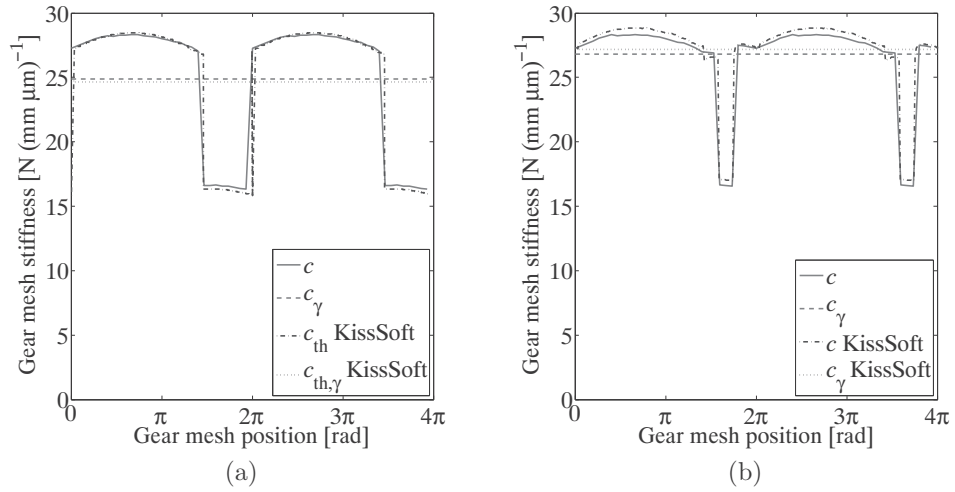 Gear mesh stiffness [N (mm μm)⁻¹]
30
25
20
15
10
5
0
c
cγ
c_th KissSoft
c_th,γ KissSoft
0 π 2π 3π 4π
Gear mesh position [rad]
(a)
Gear mesh stiffness [N (mm μm)⁻¹]
30
25
20
15
10
5
0
c
cγ
c KissSoft
cγ KissSoft
0 π 2π 3π 4π
Gear mesh position [rad]
(b)